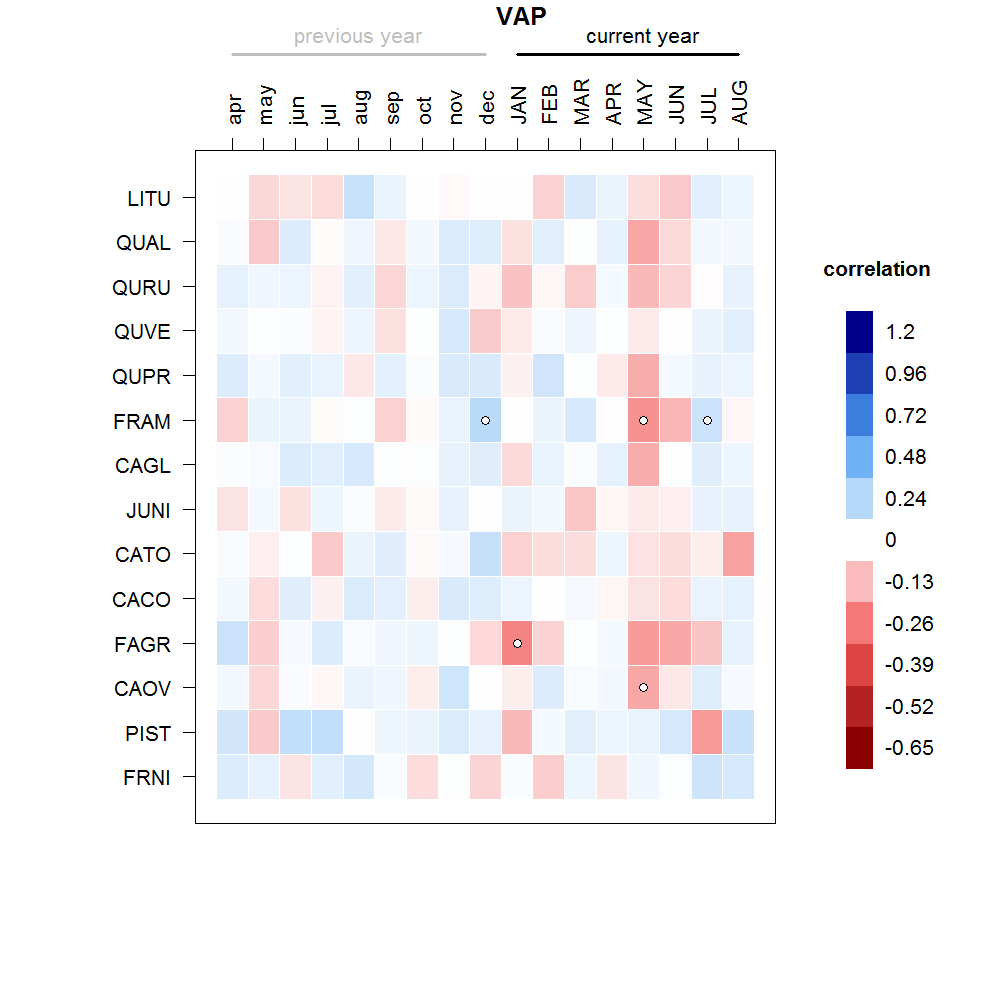 VAP
previous year current year
apr may jun jul aug sep oct nov dec JAN FEB MAR APR MAY JUN JUL AUG
LITU
QUAL
QURU
QUVE
QUPR
FRAM
CAGL
JUNI
CATO
CACO
FAGR
CAOV
PIST
FRNI
correlation
1.2
0.96
0.72
0.48
0.24
0
-0.13
-0.26
-0.39
-0.52
-0.65